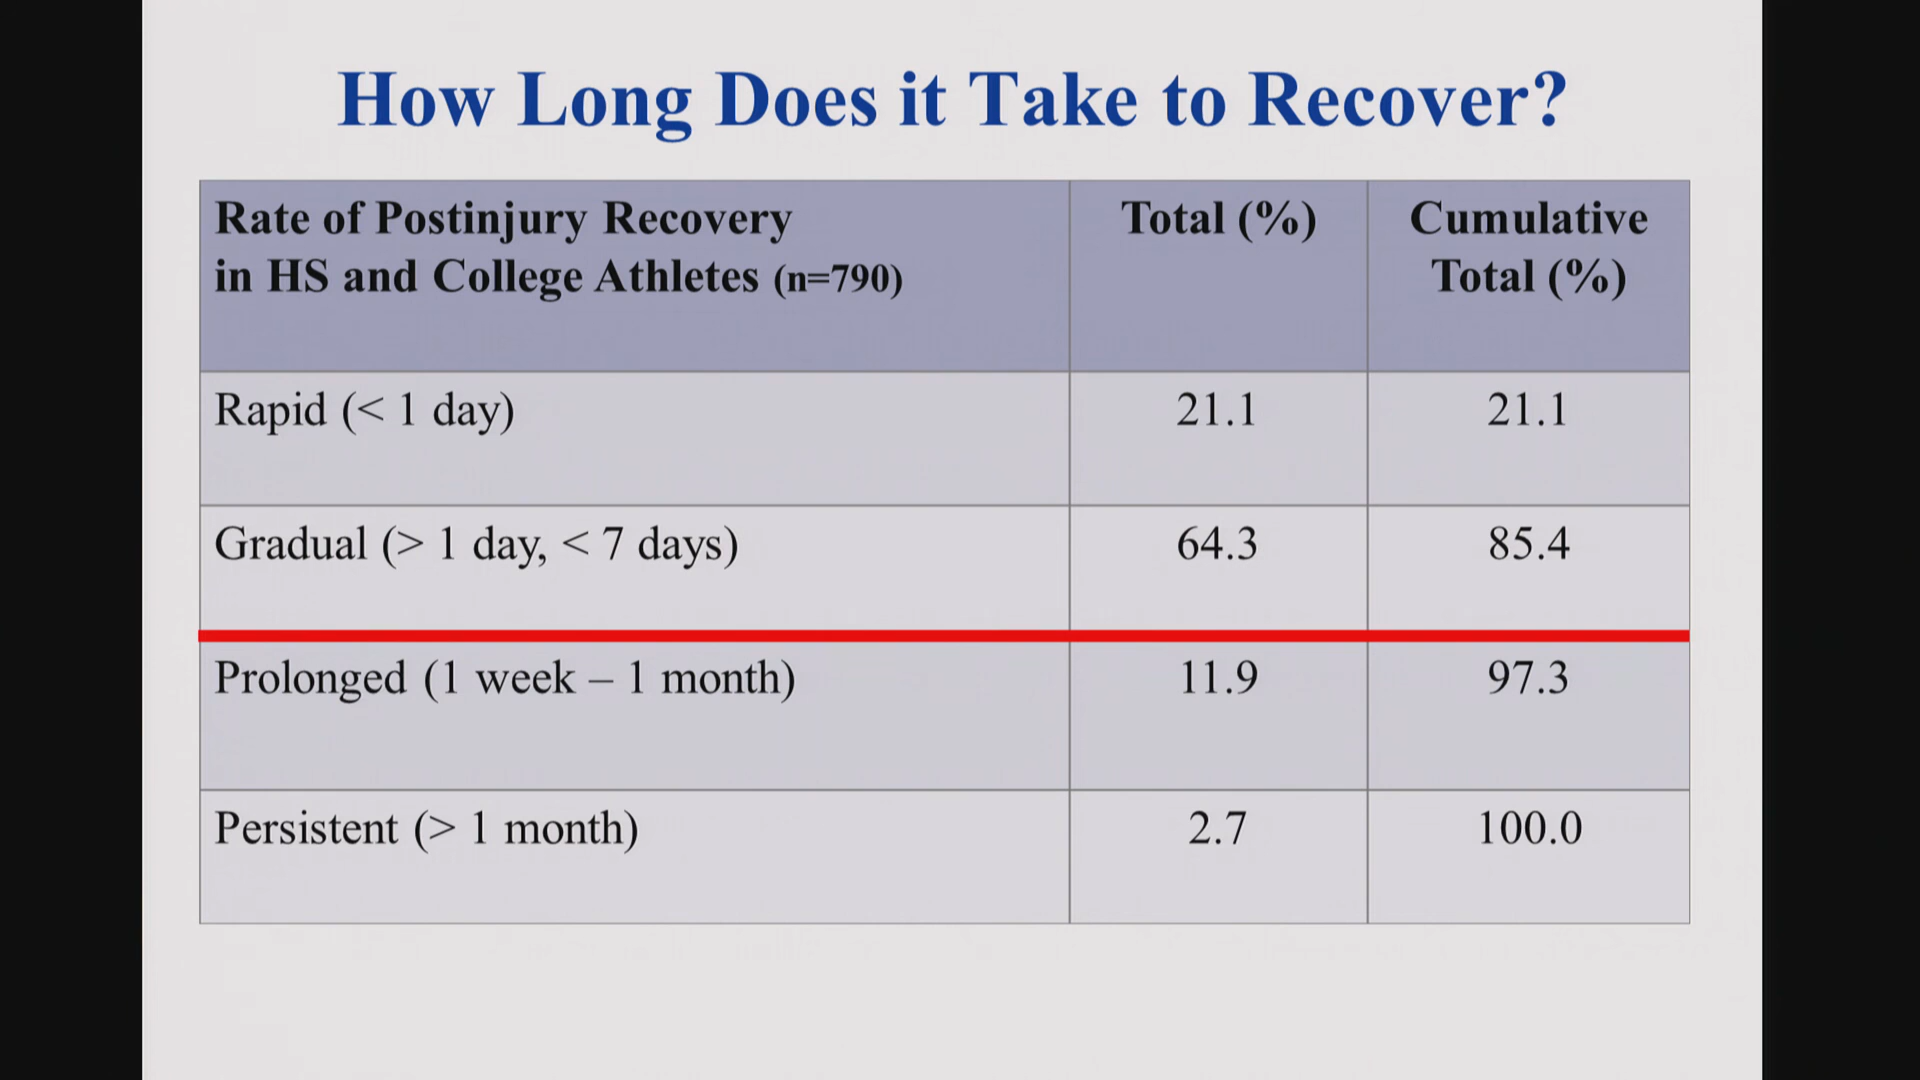 How Long Does it Take to Recover?
Rate of Postinjury Recovery
in HS and College Athletes (n=790)
Total (%)
Cumulative
Total (%)
Rapid (< 1 day)
21.1
21.1
Gradual (> 1 day, < 7 days)
64.3
85.4
Prolonged (1 week – 1 month)
11.9
97.3
Persistent (> 1 month)
2.7
100.0